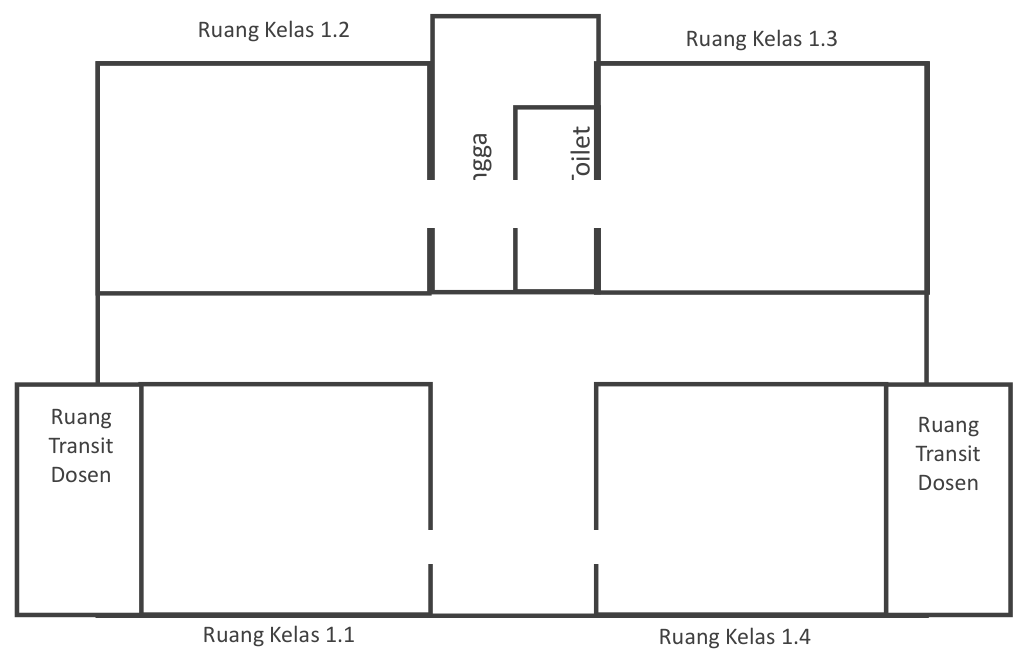 Ruang Kelas 1.2
Ruang Kelas 1.3
Ruang
Transit
Dosen
Ruang
Transit
Dosen
Ruang Kelas 1.1
Ruang Kelas 1.4